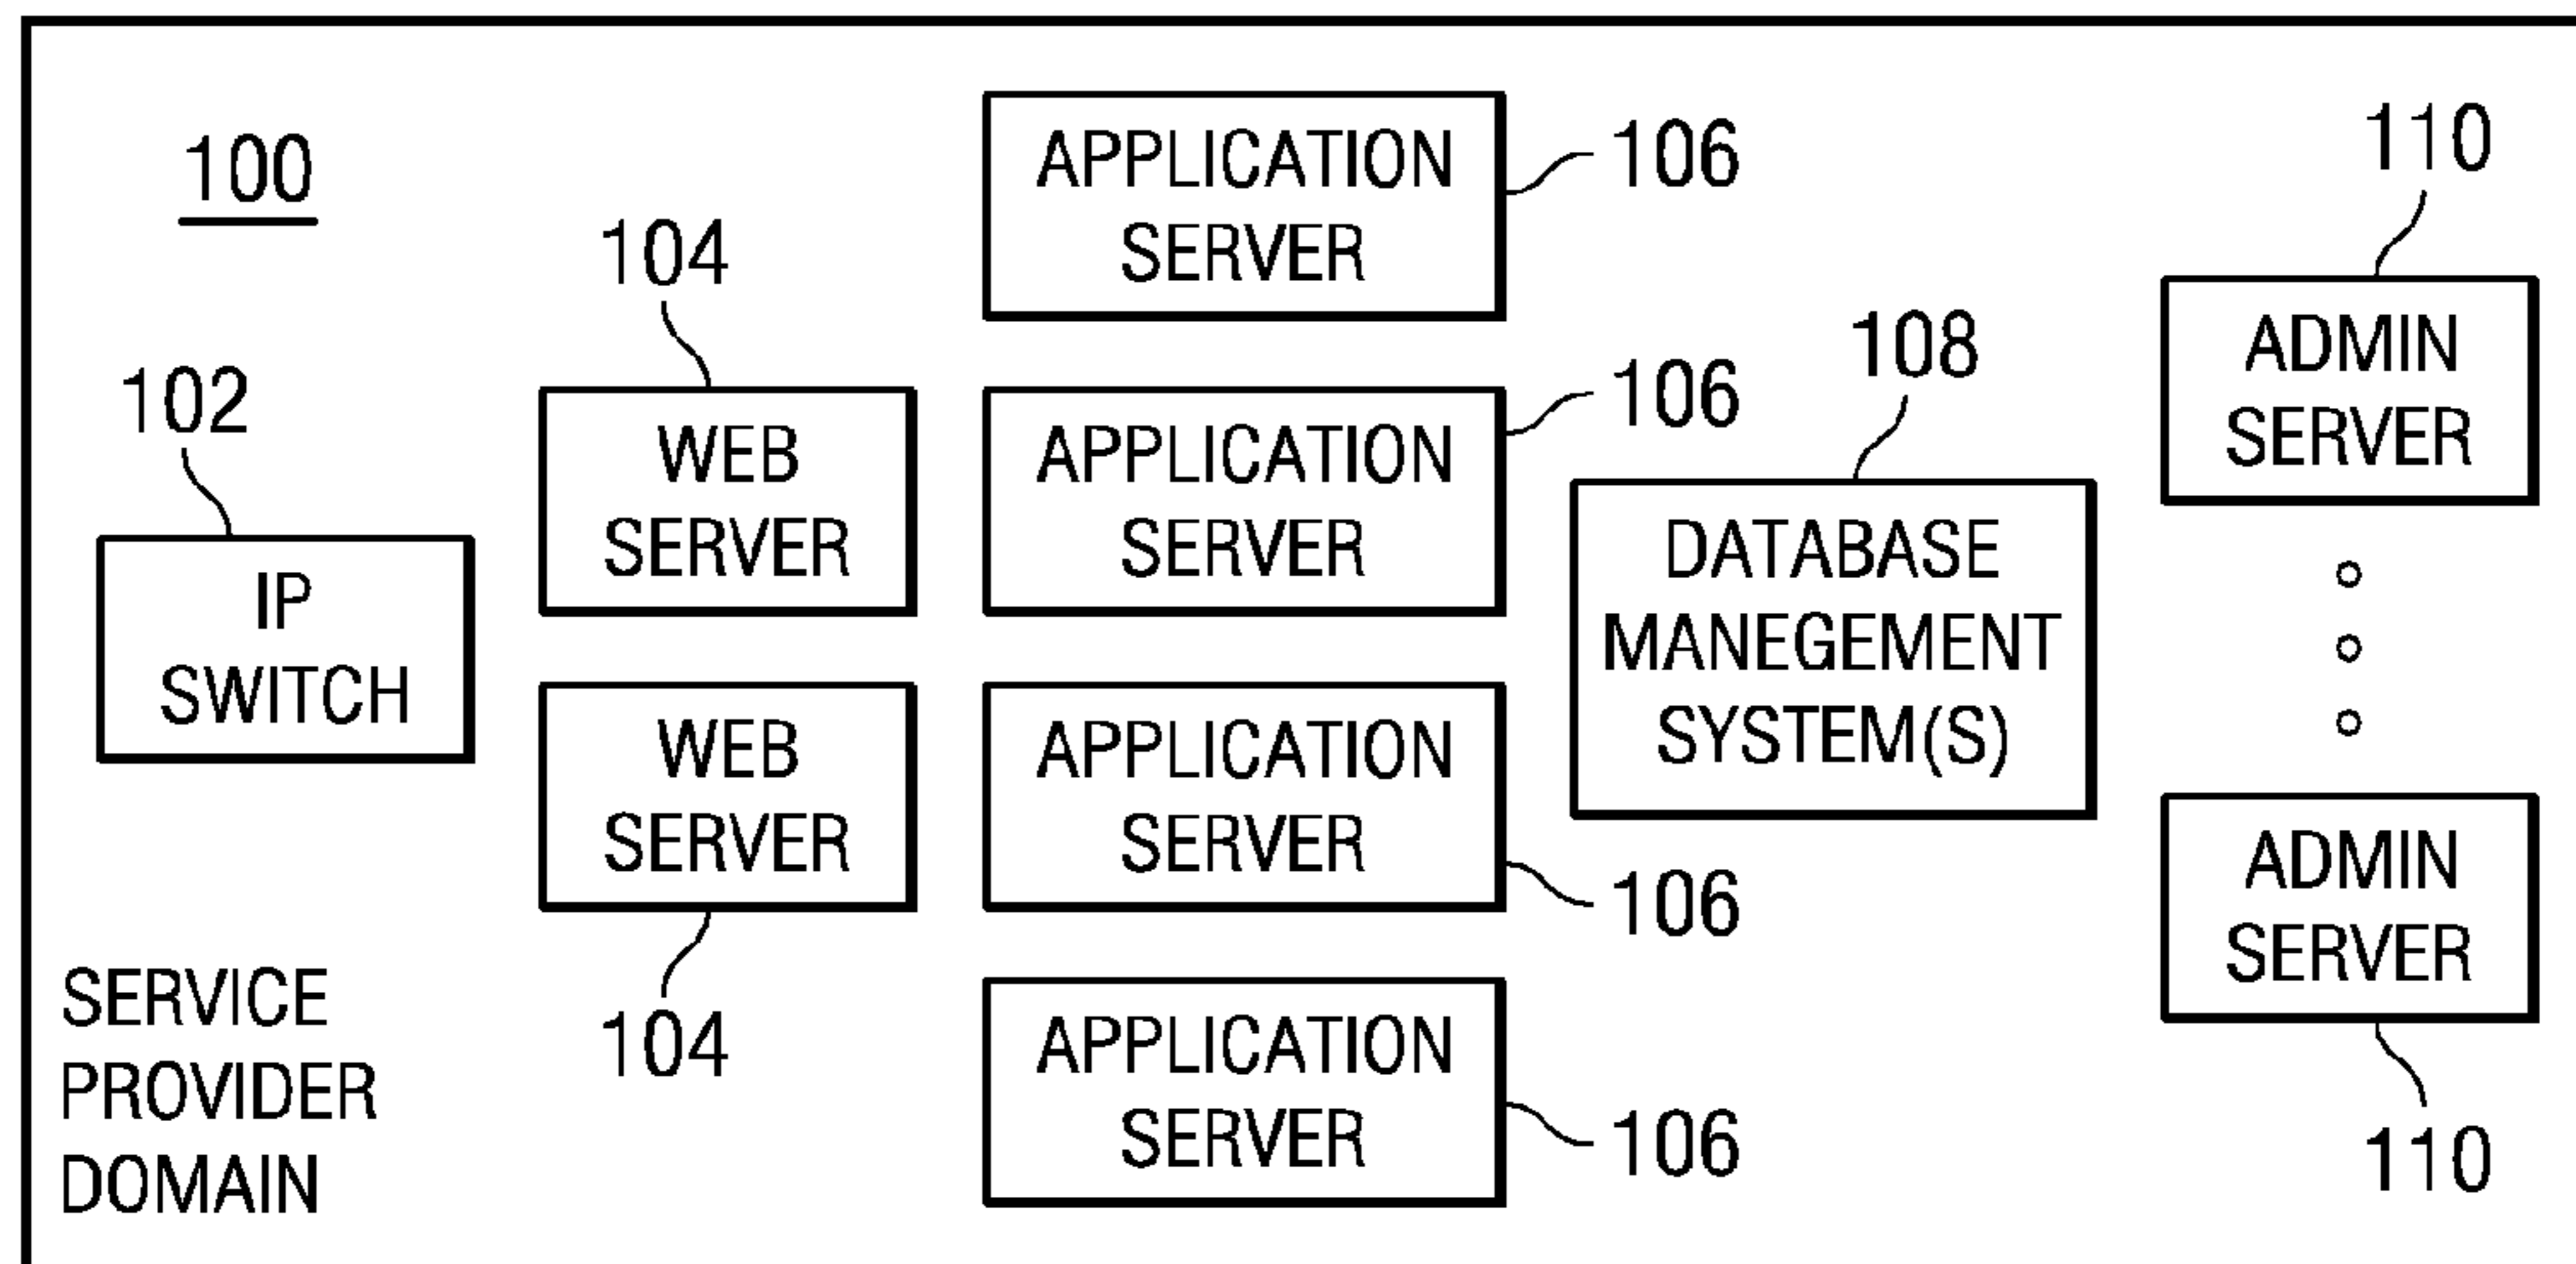 100
102
IP
SWITCH
104
WEB
SERVER
WEB
SERVER
104
APPLICATION
SERVER
106
APPLICATION
SERVER
106
APPLICATION
SERVER
106
APPLICATION
SERVER
106
108
DATABASE
MANEGEMENT
SYSTEM(S)
110
ADMIN
SERVER
ADMIN
SERVER
110
SERVICE
PROVIDER
DOMAIN